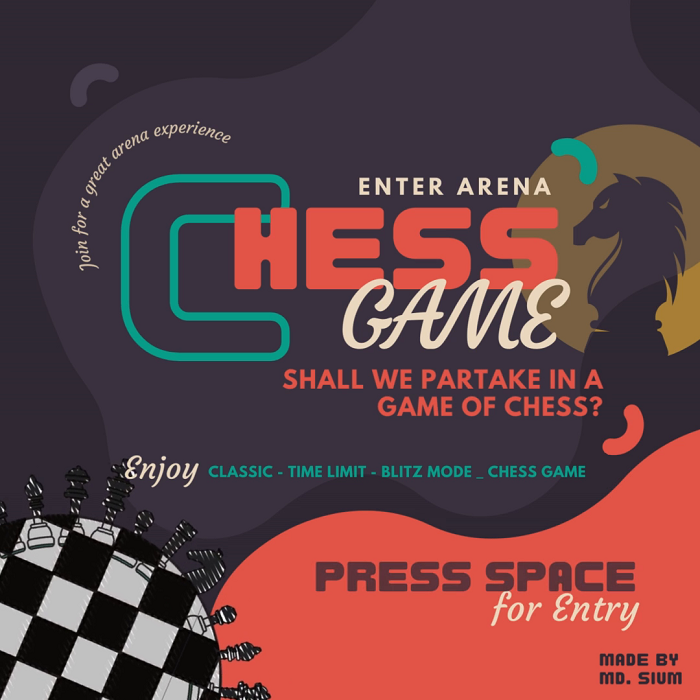 Join for a great arena experience
ENTER ARENA
CHESS
GAME
SHALL WE PARTAKE IN A
GAME OF CHESS?
Enjoy CLASSIC - TIME LIMIT - BLITZ MODE _ CHESS GAME
PRESS SPACE
for Entry
MADE BY
MD. SIUM